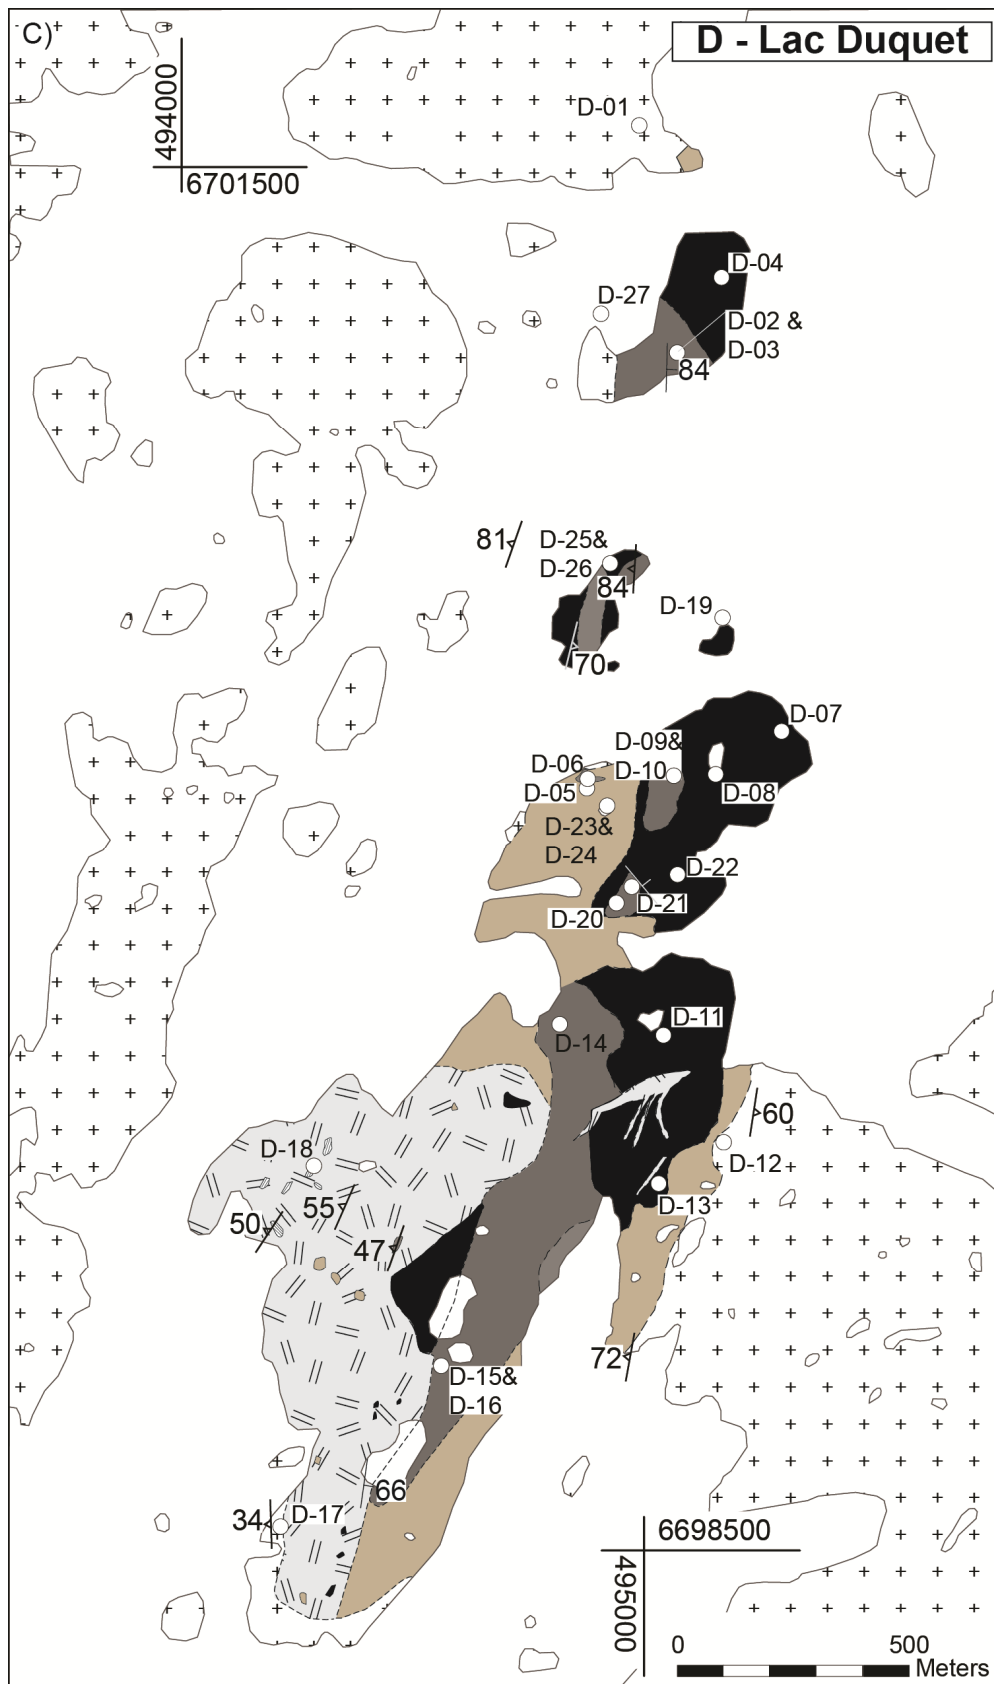 C)
D - Lac Duquet
494000
6701500
D-01
D-04
D-27
D-02 &
D-03
84
81
D-25&
D-26
84
D-19
70
D-07
D-09&
D-10
D-06
D-05
D-08
D-23&
D-24
D-22
D-21
D-20
D-11
D-14
60
D-12
D-18
D-13
55
50
47
72
D-15&
D-16
66
34
D-17
6698500
495000
0 500
Meters